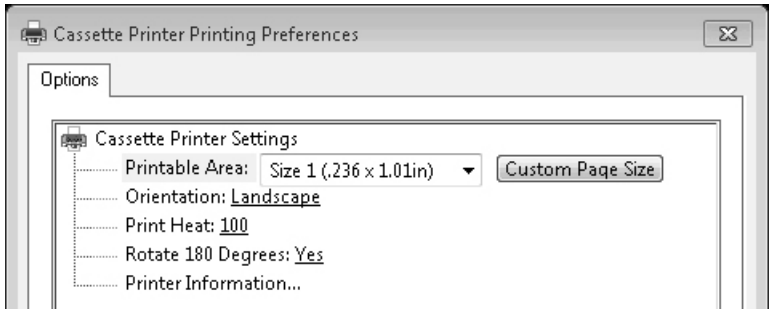 Cassette Printer Printing Preferences
Options
Cassette Printer Settings
Printable Area: Size 1 (.236 x 1.01in) Custom Page Size
Orientation: Landscape
Print Heat: 100
Rotate 180 Degrees: Yes
Printer Information...